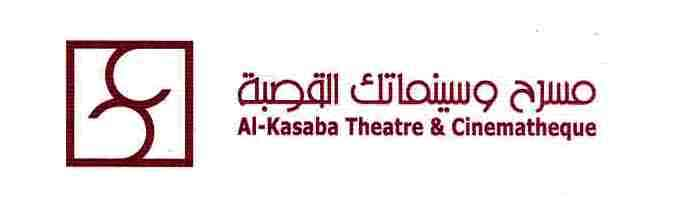 مسرح وسينماتك القصبة
Al-Kasaba Theatre & Cinematheque